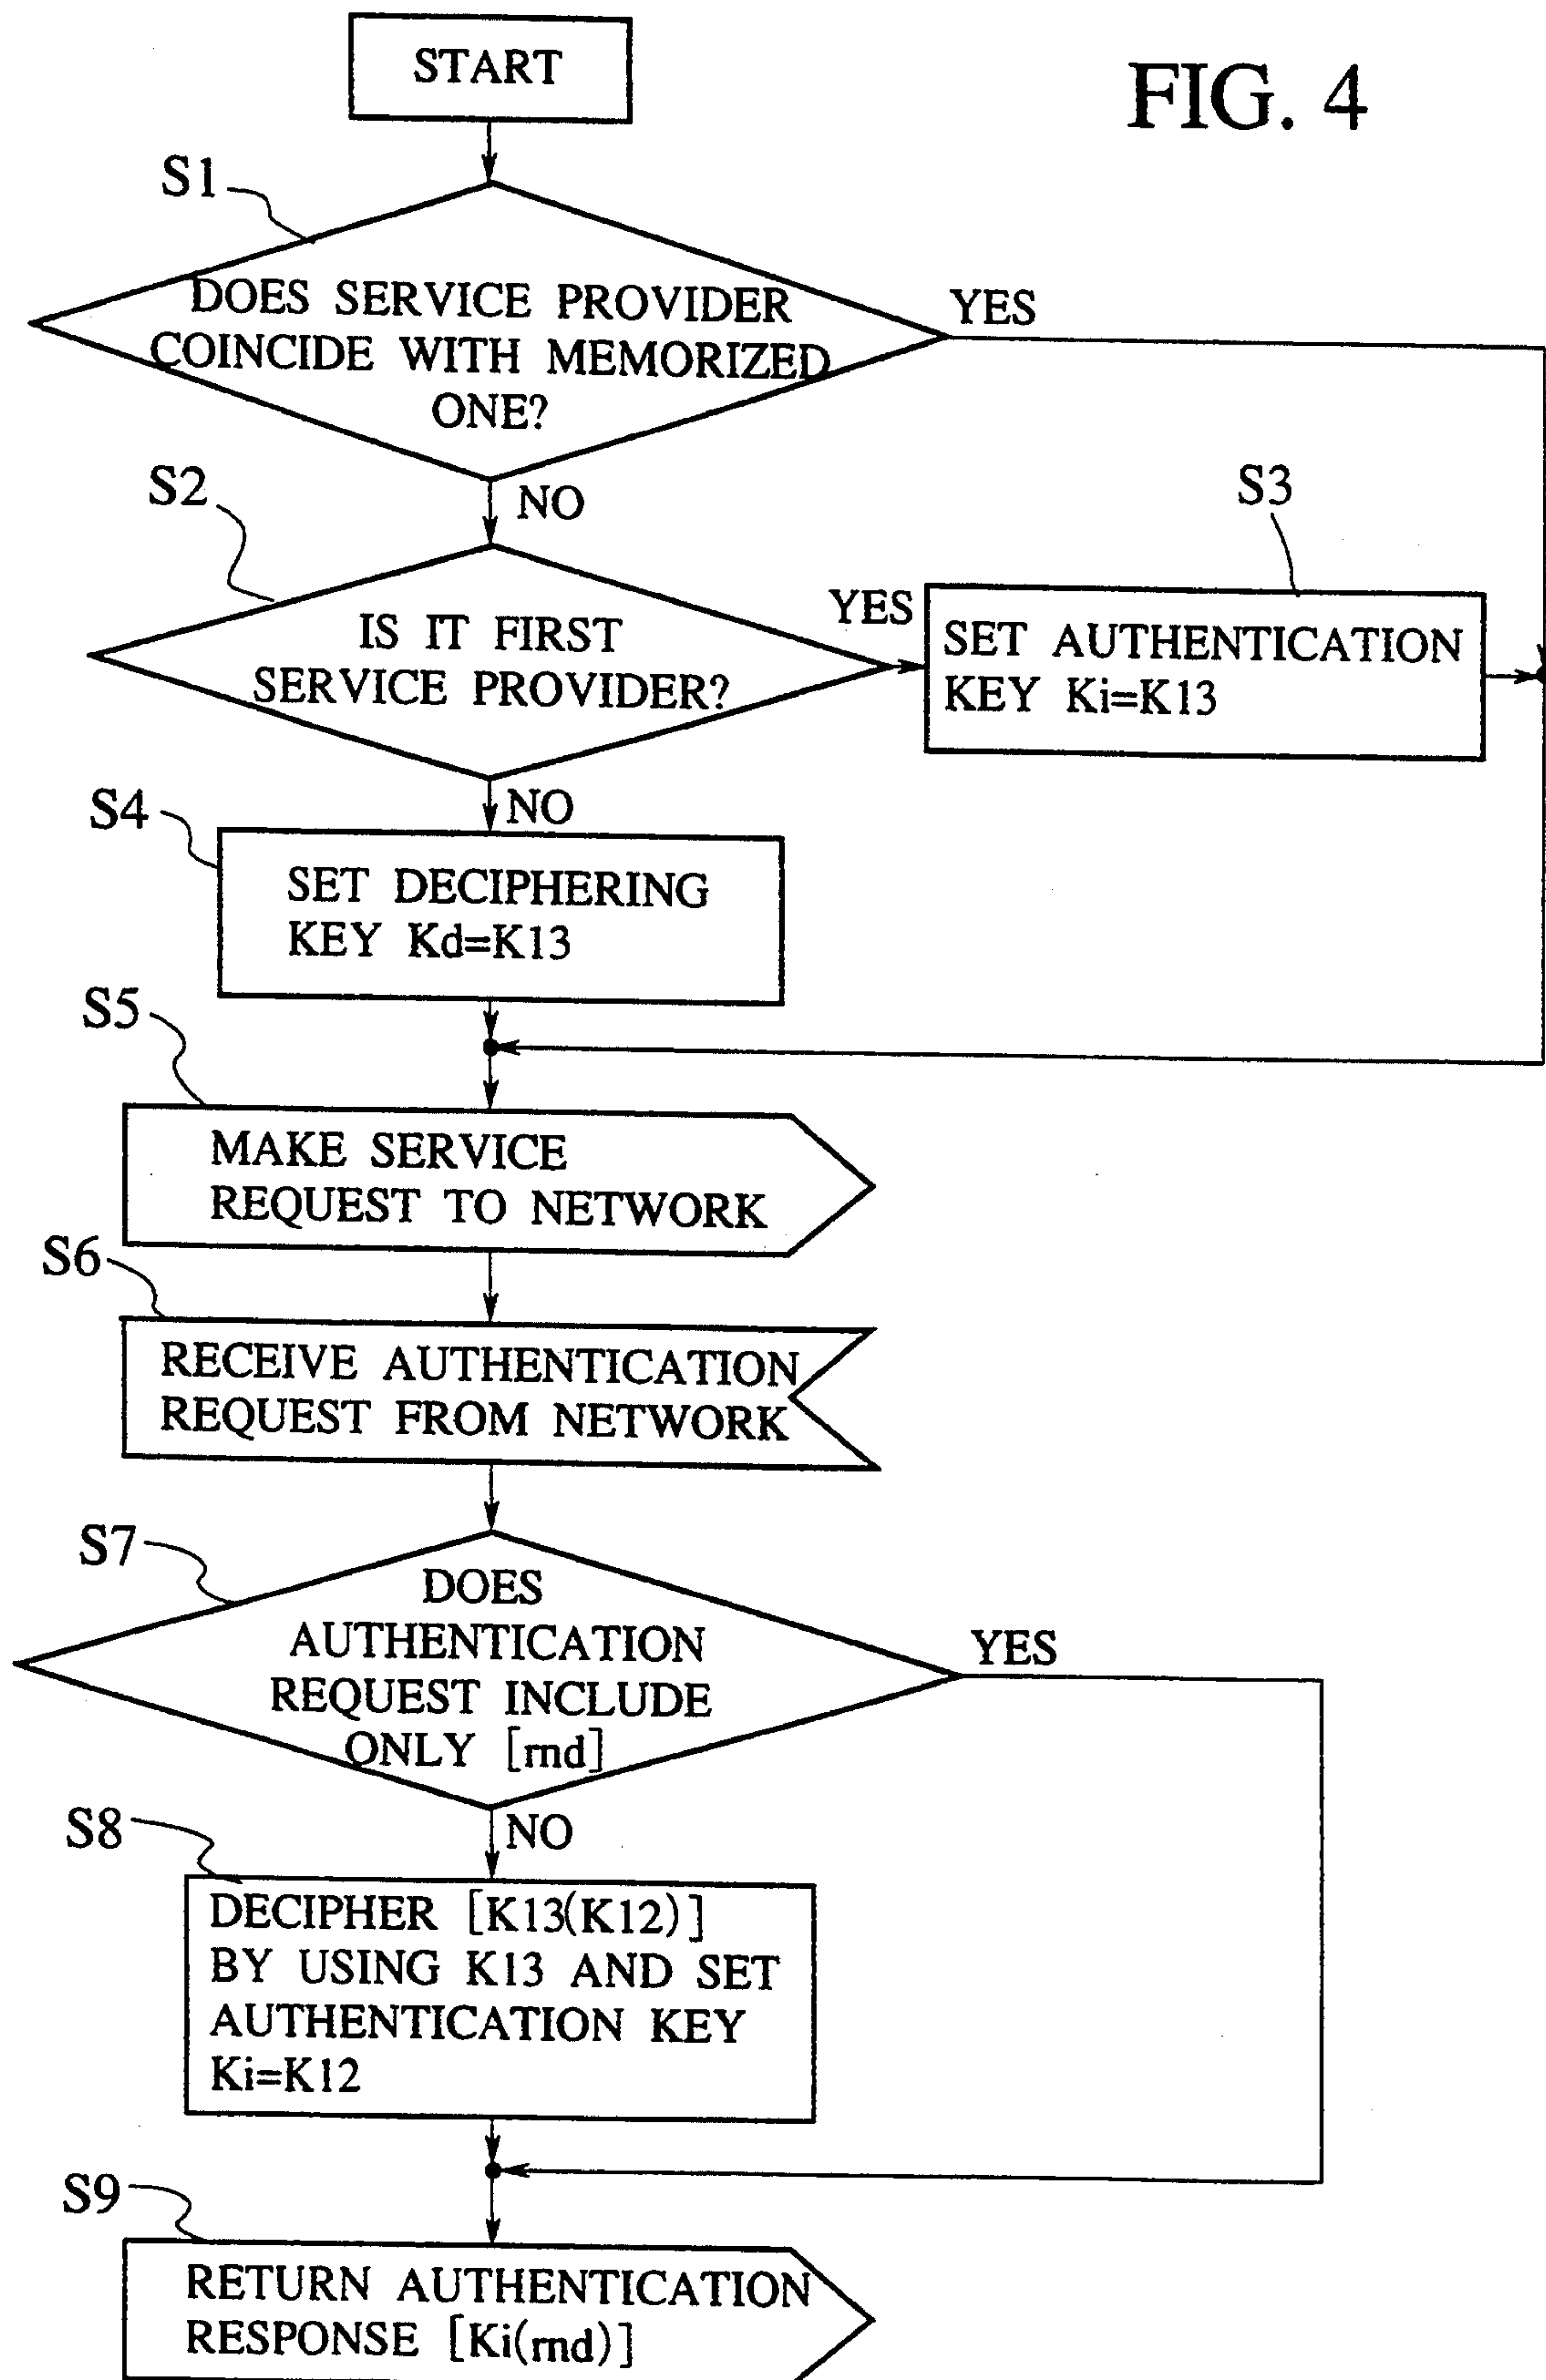 START
FIG. 4
S1
DOES SERVICE PROVIDER
COINCIDE WITH MEMORIZED
ONE?
YES
NO
S2
IS IT FIRST
SERVICE PROVIDER?
YES
S3
SET AUTHENTICATION
KEY Ki=K13
NO
S4
SET DECIPHERING
KEY Kd=K13
S5
MAKE SERVICE
REQUEST TO NETWORK
S6
RECEIVE AUTHENTICATION
REQUEST FROM NETWORK
S7
DOES
AUTHENTICATION
REQUEST INCLUDE
ONLY [rnd]
YES
NO
S8
DECIPHER [K13(K12)]
BY USING K13 AND SET
AUTHENTICATION KEY
Ki=K12
S9
RETURN AUTHENTICATION
RESPONSE [Ki(rnd)]